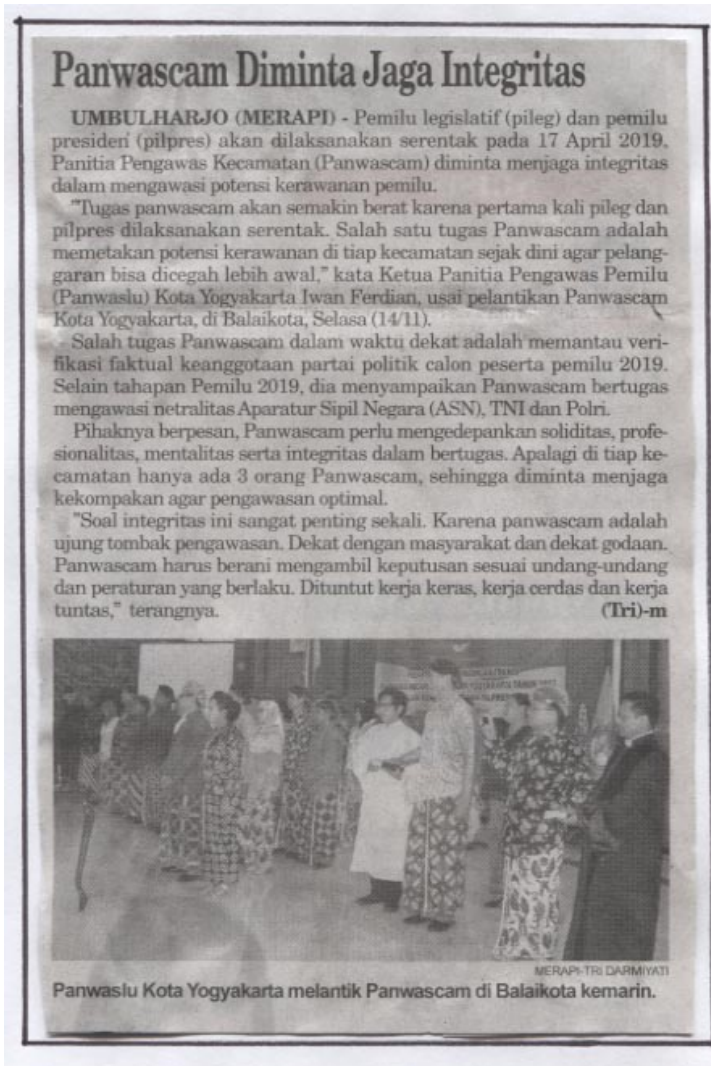 Panwascam Diminta Jaga Integritas
UMBULHARJO (MERAPI) - Pemilu legislatif (pileg) dan pemilu
presiden (pilpres) akan dilaksanakan serentak pada 17 April 2019.
Panitia Pengawas Kecamatan (Panwascam) diminta menjaga integritas
dalam mengawasi potensi kerawanan pemilu.
"Tugas panwascam akan semakin berat karena pertama kali pileg dan
pilpres dilaksanakan serentak. Salah satu tugas Panwascam adalah
memetakan potensi kerawanan di tiap kecamatan sejak dini agar pelang-
garan bisa dicegah lebih awal," kata Ketua Panitia Pengawas Pemilu
(Panwaslu) Kota Yogyakarta Iwan Ferdian, usai pelantikan Panwascam
Kota Yogyakarta, di Balaikota, Selasa (14/11).
Salah tugas Panwascam dalam waktu dekat adalah memantau veri-
fikasi faktual keanggotaan partai politik calon peserta pemilu 2019.
Selain tahapan Pemilu 2019, dia menyampaikan Panwascam bertugas
mengawasi netralitas Aparatur Sipil Negara (ASN), TNI dan Polri.
Pihaknya berpesan, Panwascam perlu mengedepankan soliditas, profe-
sionalitas, mentalitas serta integritas dalam bertugas. Apalagi di tiap ke-
camatan hanya ada 3 orang Panwascam, sehingga diminta menjaga
kekompakan agar pengawasan optimal.
"Soal integritas ini sangat penting sekali. Karena panwascam adalah
ujung tombak pengawasan. Dekat dengan masyarakat dan dekat godaan.
Panwascam harus berani mengambil keputusan sesuai undang-undang
dan peraturan yang berlaku. Dituntut kerja keras, kerja cerdas dan kerja
tuntas," terangnya. (Tri)-m
YOGYAKARTA TAHUN
MERAPI-TRI DARMIYATI
Panwaslu Kota Yogyakarta melantik Panwascam di Balaikota kemarin.